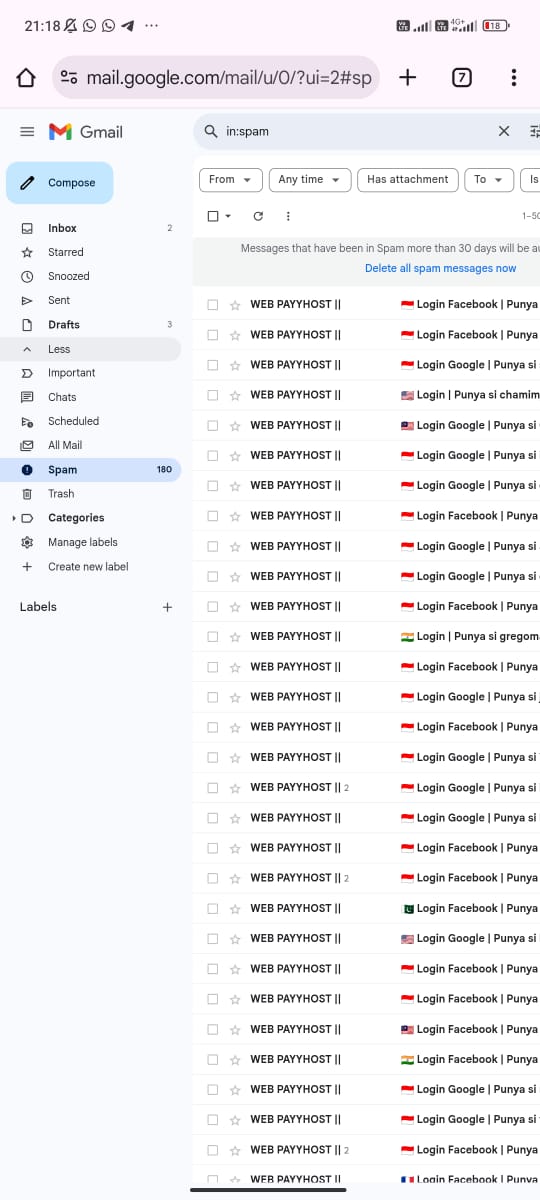 21:18
4G+
18
mail.google.com/mail/u/0/?ui=2#sp
7
Gmail
in:spam
Compose
From
Any time
Has attachment
To
Is
1–50
Inbox 2
Starred
Snoozed
Sent
Drafts 3
Less
Important
Chats
Scheduled
All Mail
Spam 180
Trash
Categories
Manage labels
Create new label
Labels
Messages that have been in Spam more than 30 days will be au
Delete all spam messages now
WEB PAYYHOST || 🇮🇩 Login Facebook | Punya
WEB PAYYHOST || 🇮🇩 Login Facebook | Punya
WEB PAYYHOST || 🇮🇩 Login Google | Punya si
WEB PAYYHOST || 🇺🇸 Login | Punya si chamim
WEB PAYYHOST || 🇲🇾 Login Google | Punya si
WEB PAYYHOST || 🇮🇩 Login Google | Punya si
WEB PAYYHOST || 🇮🇩 Login Google | Punya si
WEB PAYYHOST || 🇮🇩 Login Facebook | Punya
WEB PAYYHOST || 🇮🇩 Login Google | Punya si
WEB PAYYHOST || 🇮🇩 Login Google | Punya si
WEB PAYYHOST || 🇮🇩 Login Facebook | Punya
WEB PAYYHOST || 🇮🇳 Login | Punya si gregom
WEB PAYYHOST || 🇮🇩 Login Facebook | Punya
WEB PAYYHOST || 🇮🇩 Login Google | Punya si
WEB PAYYHOST || 🇮🇩 Login Facebook | Punya
WEB PAYYHOST || 🇮🇩 Login Google | Punya si
WEB PAYYHOST || 2 🇮🇩 Login Google | Punya si
WEB PAYYHOST || 🇮🇩 Login Google | Punya si
WEB PAYYHOST || 🇮🇩 Login Facebook | Punya
WEB PAYYHOST || 2 🇮🇩 Login Facebook | Punya
WEB PAYYHOST || 🇵🇰 Login Facebook | Punya
WEB PAYYHOST || 🇺🇸 Login Google | Punya si
WEB PAYYHOST || 🇮🇩 Login Facebook | Punya
WEB PAYYHOST || 🇮🇩 Login Facebook | Punya
WEB PAYYHOST || 🇲🇾 Login Facebook | Punya
WEB PAYYHOST || 🇮🇳 Login Facebook | Punya
WEB PAYYHOST || 🇮🇩 Login Google | Punya si
WEB PAYYHOST || 🇮🇩 Login Google | Punya si
WEB PAYYHOST || 2 🇮🇩 Login Facebook | Punya
WEB PAYYHOST || 🇫🇷 Login Facebook | Punya